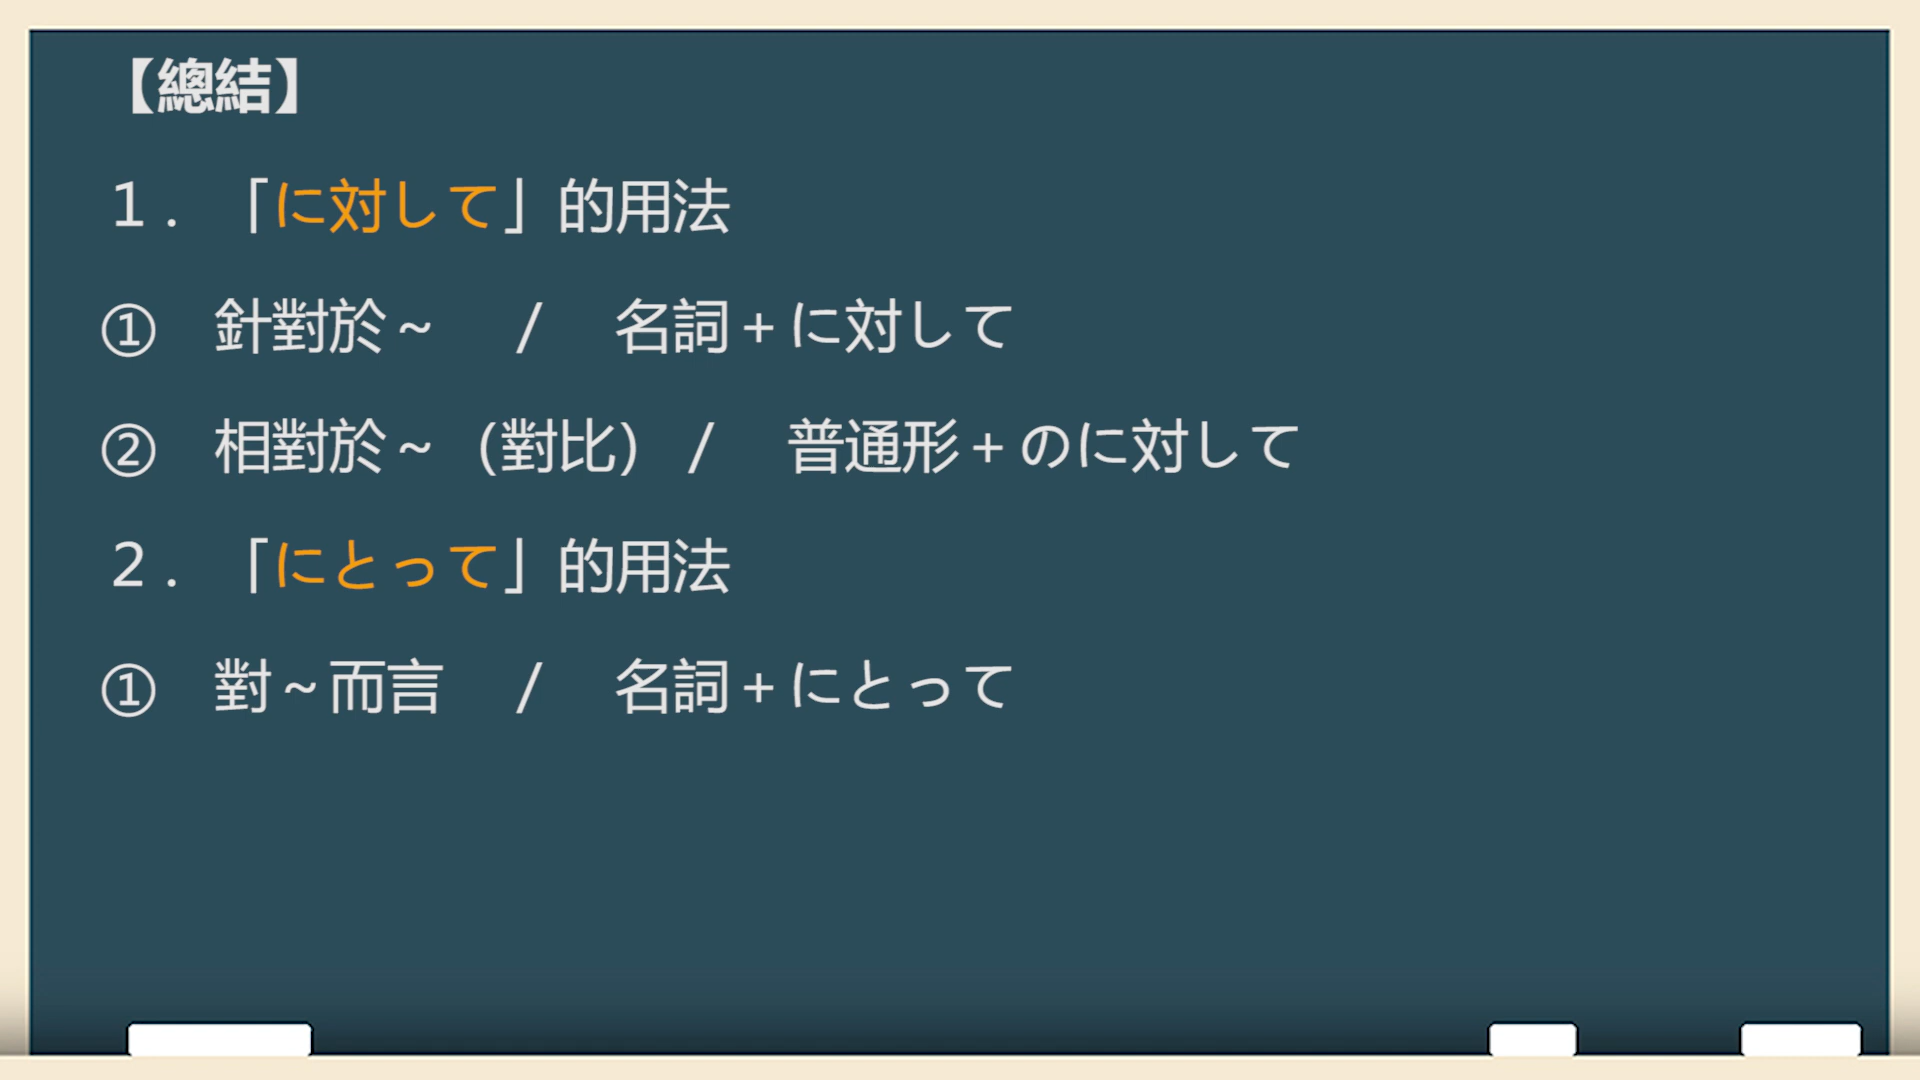 【總結】
１．「に対して」的用法
①　針對於～　/　名詞＋に対して
②　相對於～（對比）/　普通形＋のに対して
２．「にとって」的用法
①　對～而言　/　名詞＋にとって